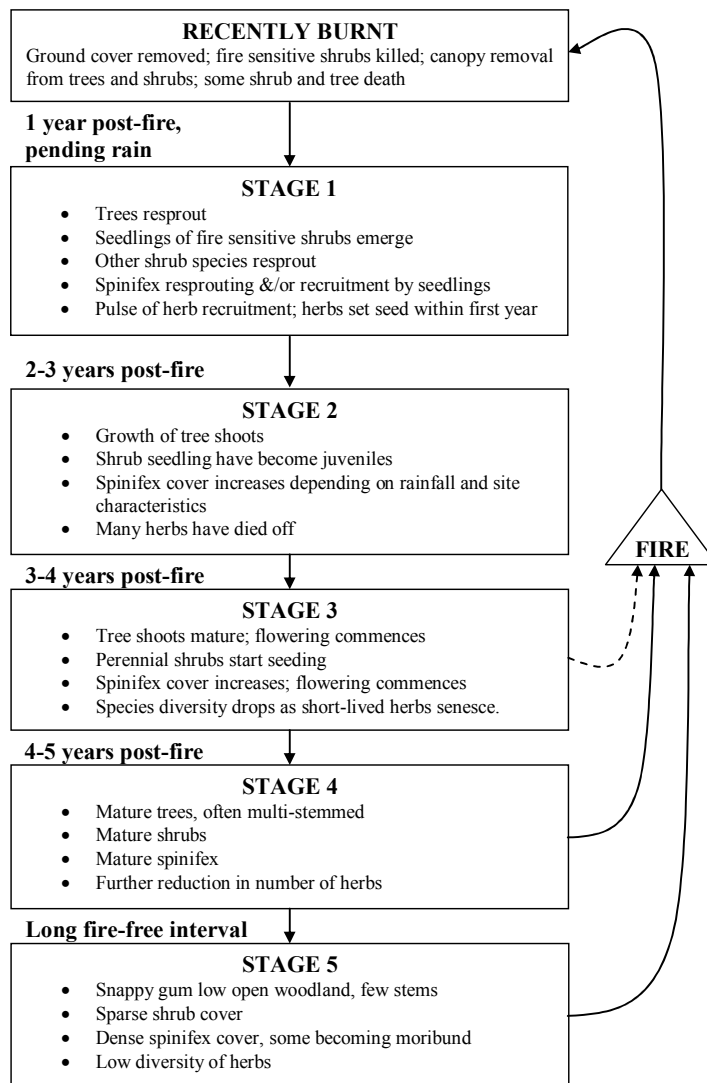 RECENTLY BURNT
Ground cover removed; fire sensitive shrubs killed; canopy removal
from trees and shrubs; some shrub and tree death
1 year post-fire,
pending rain
STAGE 1
• Trees resprout
• Seedlings of fire sensitive shrubs emerge
• Other shrub species resprout
• Spinifex resprouting &/or recruitment by seedlings
• Pulse of herb recruitment; herbs set seed within first year
2-3 years post-fire
STAGE 2
• Growth of tree shoots
• Shrub seedling have become juveniles
• Spinifex cover increases depending on rainfall and site
characteristics
• Many herbs have died off
FIRE
3-4 years post-fire
STAGE 3
• Tree shoots mature; flowering commences
• Perennial shrubs start seeding
• Spinifex cover increases; flowering commences
• Species diversity drops as short-lived herbs senesce.
4-5 years post-fire
STAGE 4
• Mature trees, often multi-stemmed
• Mature shrubs
• Mature spinifex
• Further reduction in number of herbs
Long fire-free interval
STAGE 5
• Snappy gum low open woodland, few stems
• Sparse shrub cover
• Dense spinifex cover, some becoming moribund
• Low diversity of herbs